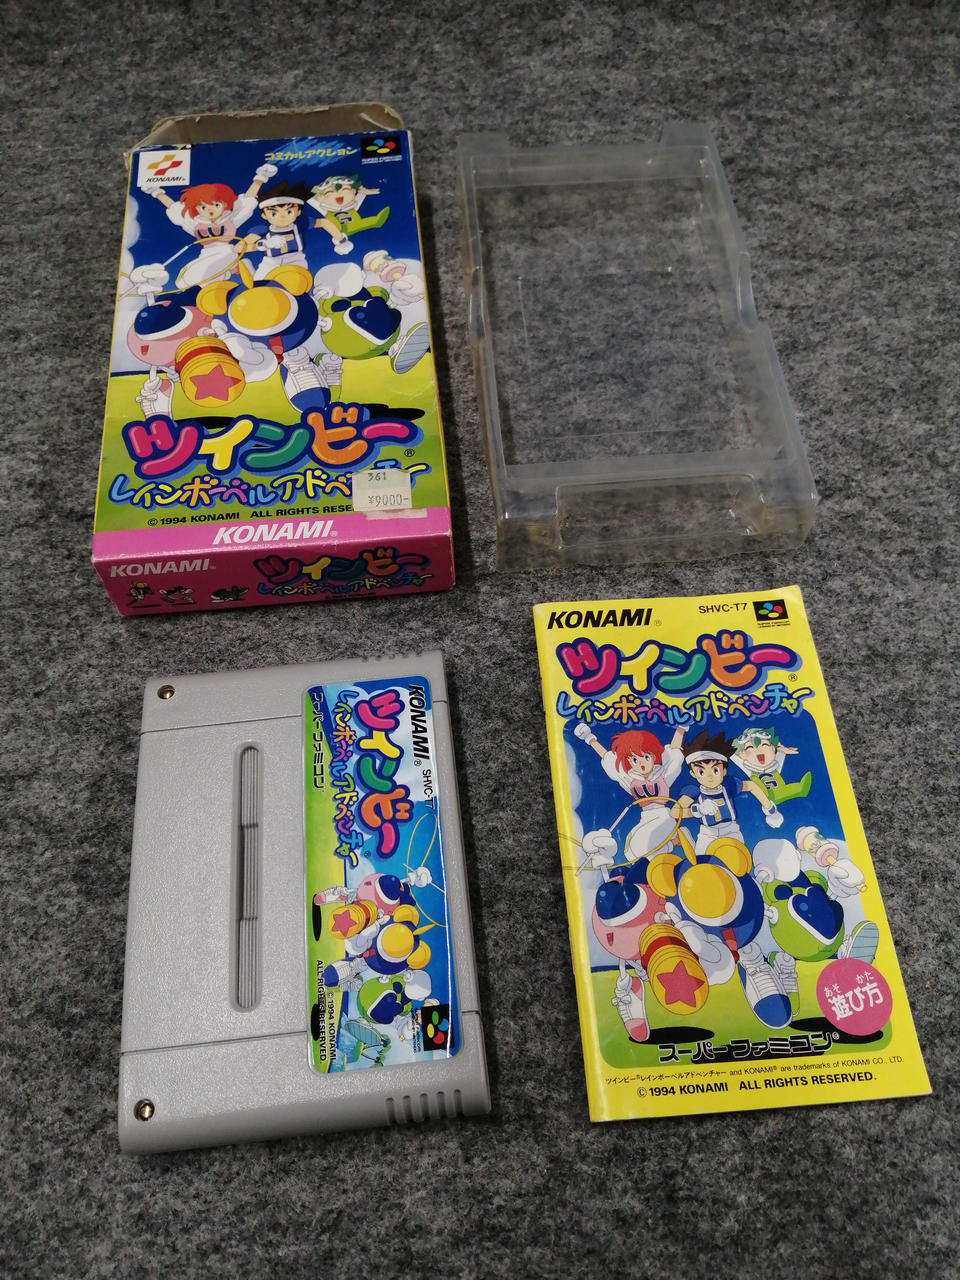 KONAMI®
コミカルアクション
SUPER FAMICOM
U
G
ツインビー®
レインボーベルアドベンチャー
361
¥9000-
© 1994 KONAMI ALL RIGHTS RESE
KONAMI®
KONAMI®
ツインビー
レインボーベルアドベンチャー
KONAMI®
SHVC-T7
SUPER FAMICOM
ツインビー®
レインボーベルアドベンチャー
U
G
あそ かた
遊び方
スーパーファミコン®
ツインビー®レインボーベルアドベンチャー and KONAMI® are trademarks of KONAMI CO., LTD.
© 1994 KONAMI ALL RIGHTS RESERVED.
KONAMI®
SHVC-T7
ツインビー®
レインボーベルアドベンチャー
スーパーファミコン®
© 1994 KONAMI
ALL RIGHTS RESERVED.